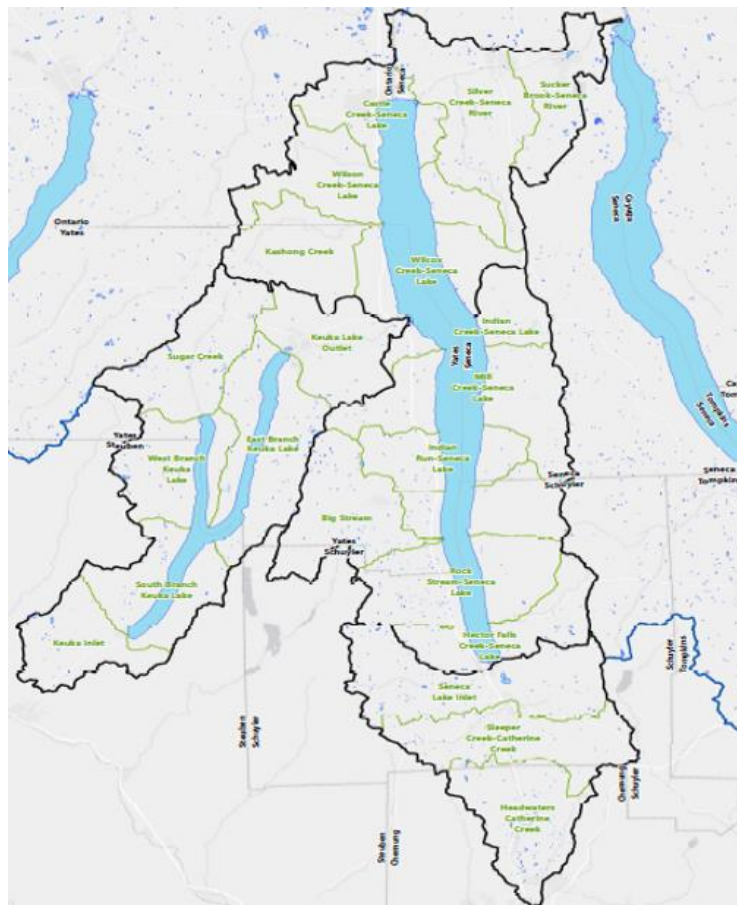 Ontario
Seneca
Castle
Creek-Seneca
Lake
Silver
Creek-Seneca
River
Sucker
Brook-Seneca
River
Wilson
Creek-Seneca
Lake
Ontario
Yates
Kashong Creek
Cayuga
Seneca
Wilcox
Creek-Seneca
Lake
Indian
Creek-Seneca Lake
Keuka Lake
Outlet
Sugar Creek
Yates
Seneca
Mill
Creek-Seneca
Lake
Tompkins
Seneca
Yates
Steuben
East Branch
Keuka Lake
West Branch
Keuka
Lake
Indian
Run-Seneca
Lake
Seneca
Schuyler
Seneca
Tompkin
Big Stream
Yates
Schuyler
South Branch
Keuka Lake
Rock
Stream-Seneca
Lake
Keuka Inlet
Hector Falls
Creek-Seneca
Lake
Schuyler
Tompkins
Seneca
Lake Inlet
Steuben
Schuyler
Sleeper
Creek-Catherine
Creek
Chemung
Schuyler
Headwaters
Catherine
Creek
Steuben
Chemung